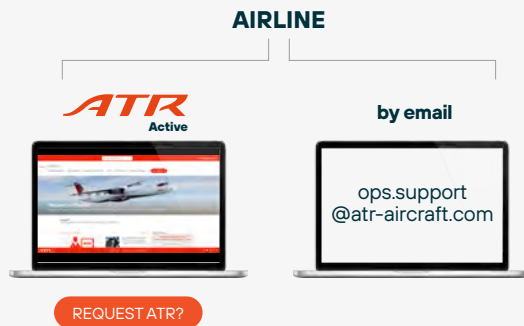 AIRLINE
ATR
Active
by email
ops.support
@atr-aircraft.com
REQUEST ATR?